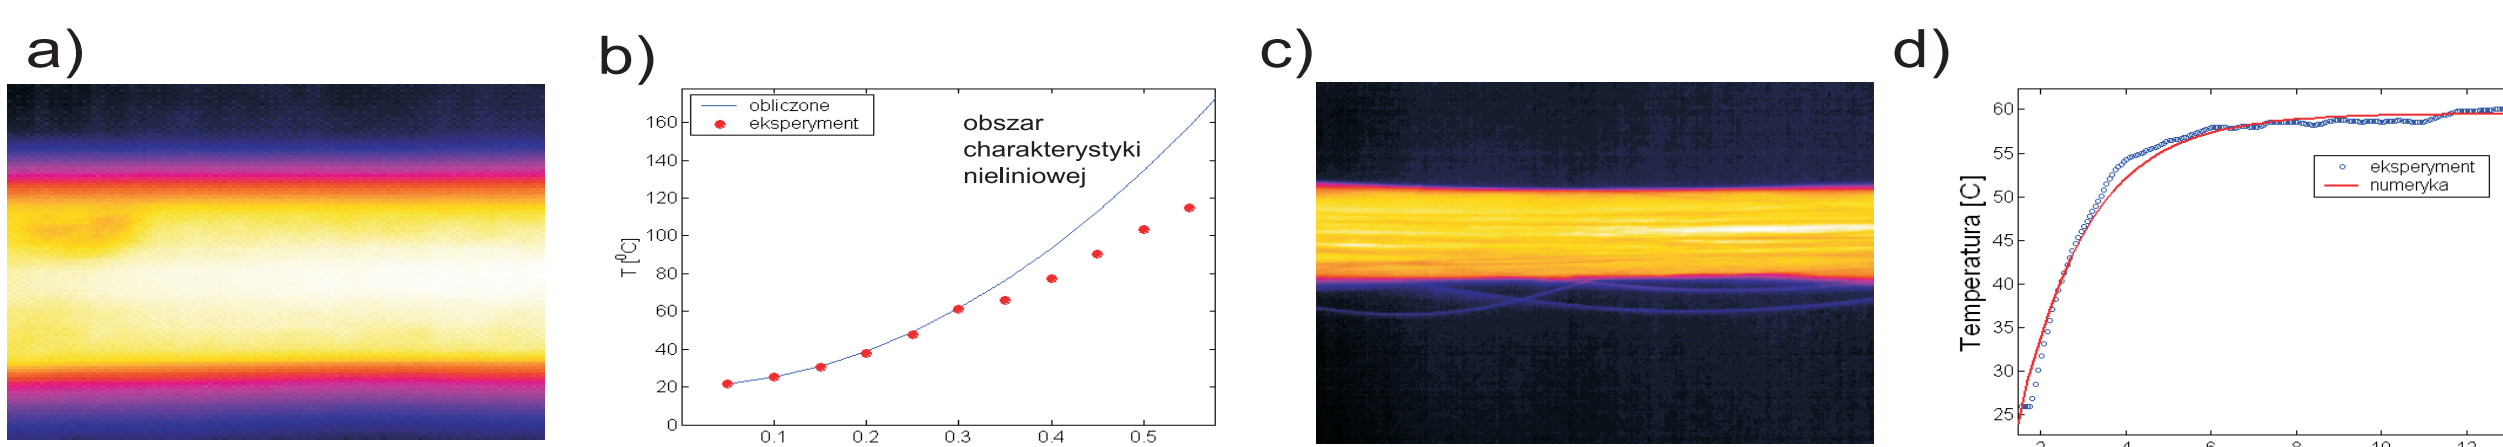 a)
b)
obliczone
eksperyment
obszar
charakterystyki
nieliniowej
160
140
120
100
80
60
40
20
0
T [⁰C]
0.1
0.2
0.3
0.4
0.5
c)
d)
60
55
50
45
40
35
30
25
Temperatura [C]
eksperyment
numeryka
2
4
6
8
10
12